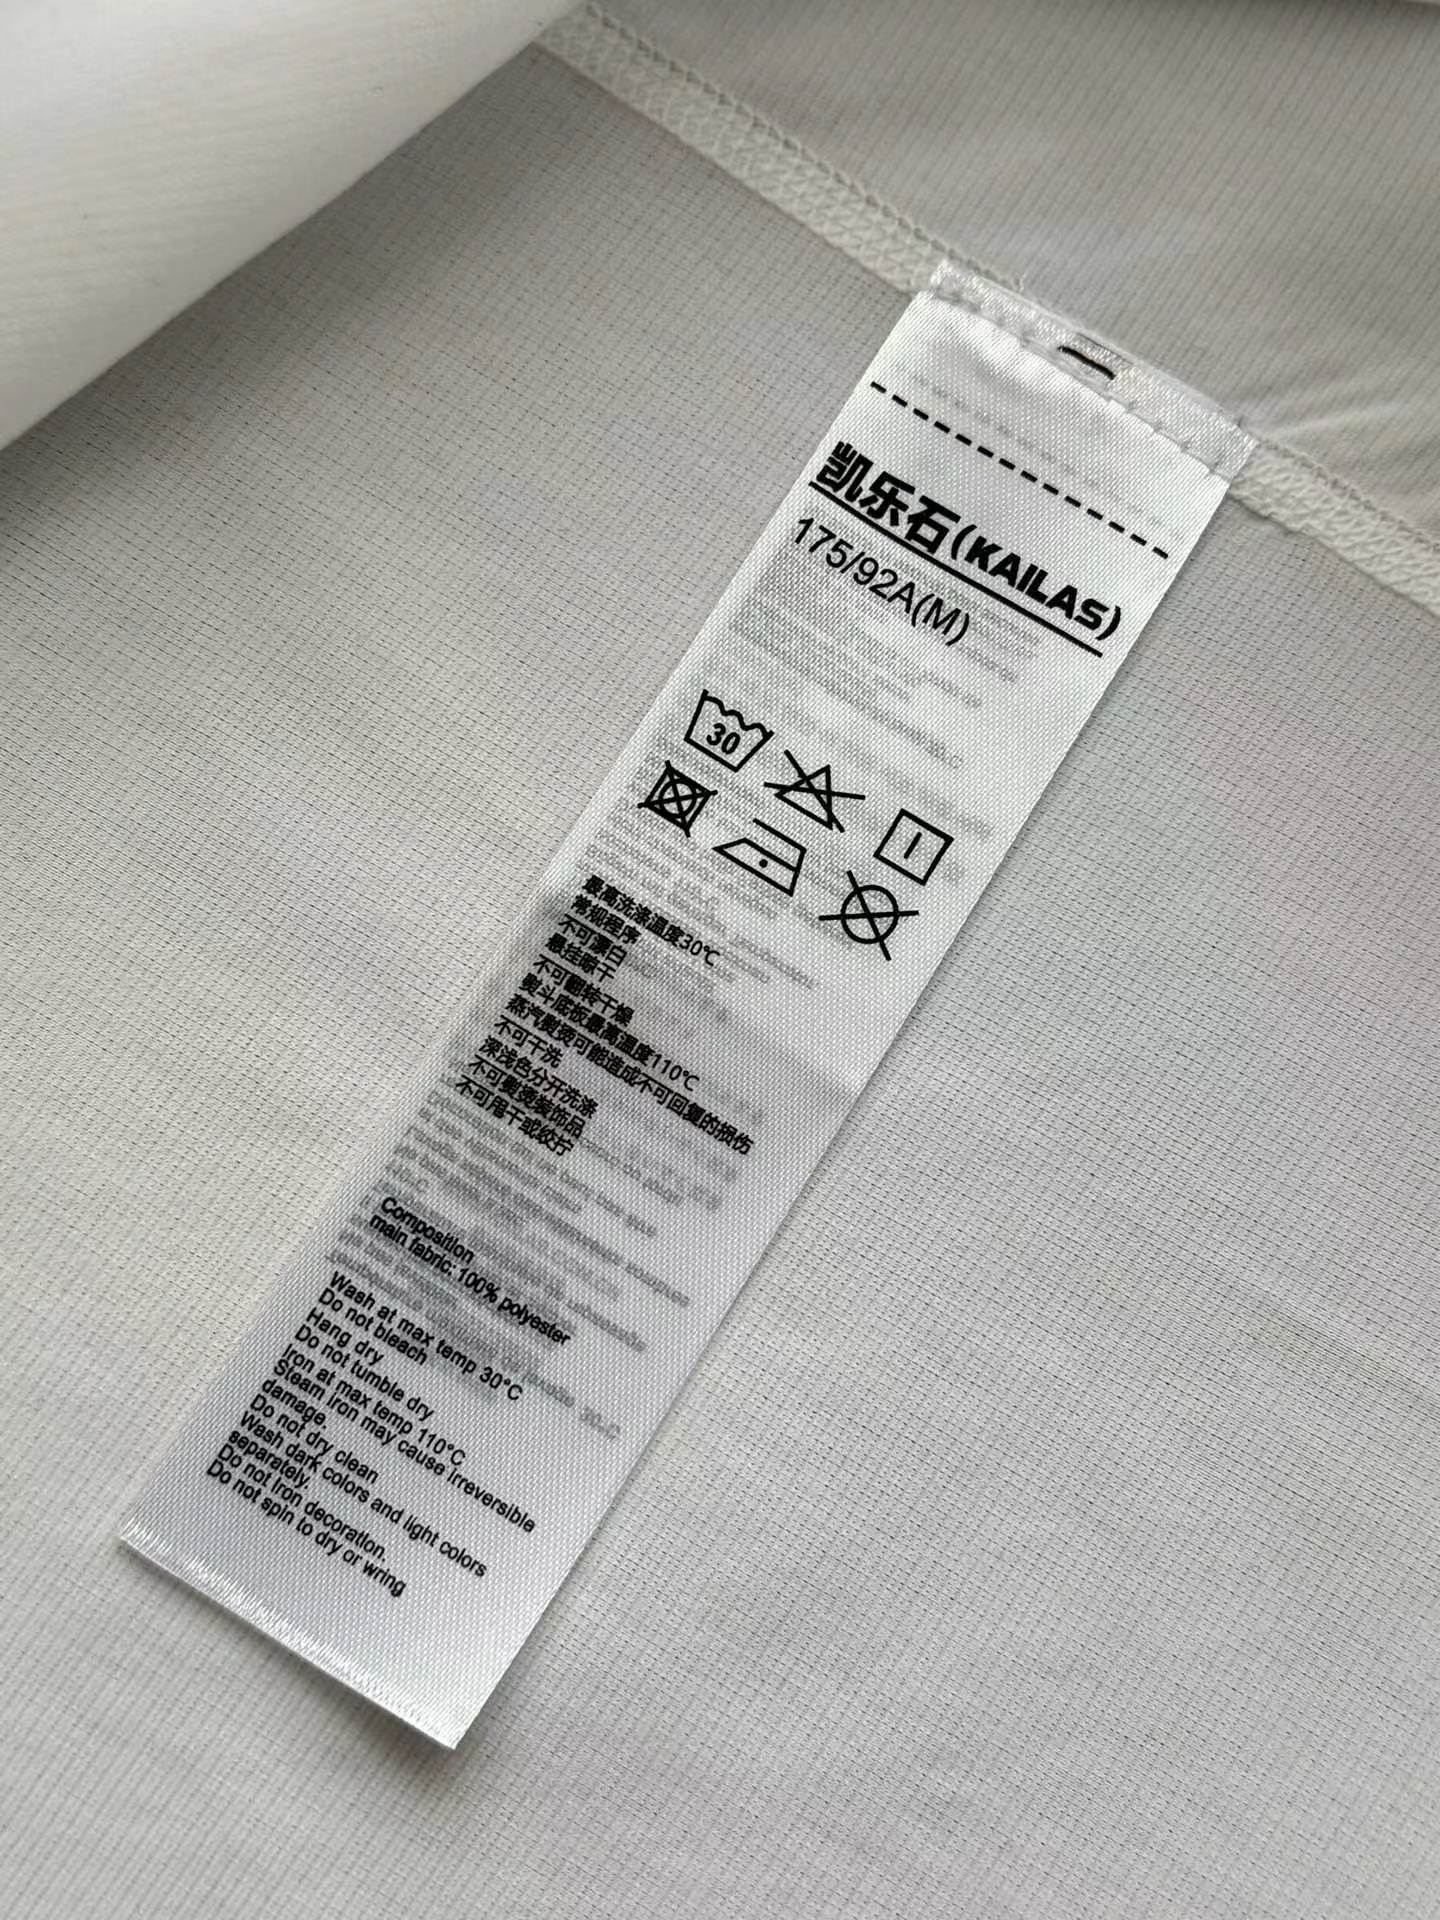 凯乐石(KAILAS)
175/92A(M)
30
最高洗涤温度30℃
常规程序
不可漂白
悬挂晾干
不可翻转干燥
熨斗底板最高温度110℃
蒸汽熨烫可能造成不可回复的损伤
不可干洗
深浅色分开洗涤
不可熨烫装饰品
不可甩干或绞拧
Composition
main fabric: 100% polyester
Wash at max temp 30°C
Do not bleach
Hang dry
Do not tumble dry
Iron at max temp 110°C
Steam iron may cause irreversible
damage.
Do not dry clean
Wash dark colors and light colors
separately.
Do not iron decoration.
Do not spin to dry or wring